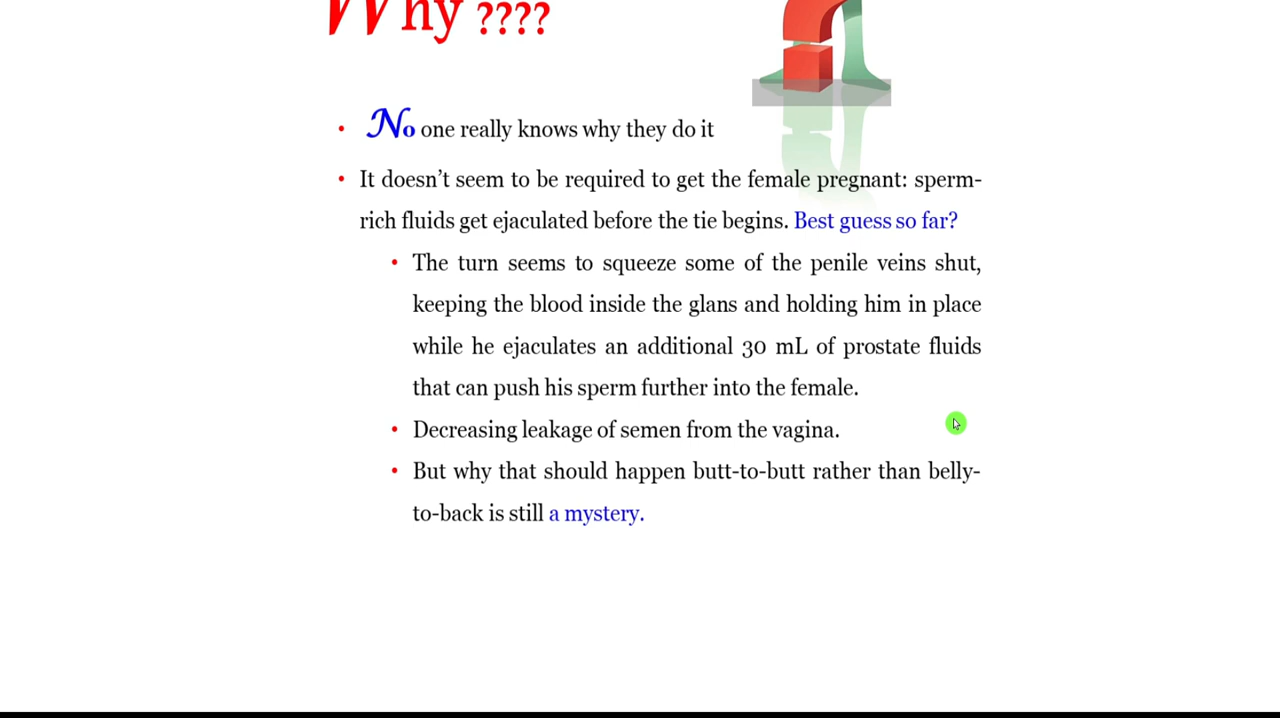 Why ????
• No one really knows why they do it
• It doesn’t seem to be required to get the female pregnant: sperm-
rich fluids get ejaculated before the tie begins. Best guess so far?
• The turn seems to squeeze some of the penile veins shut,
keeping the blood inside the glans and holding him in place
while he ejaculates an additional 30 mL of prostate fluids
that can push his sperm further into the female.
• Decreasing leakage of semen from the vagina.
• But why that should happen butt-to-butt rather than belly-
to-back is still a mystery.